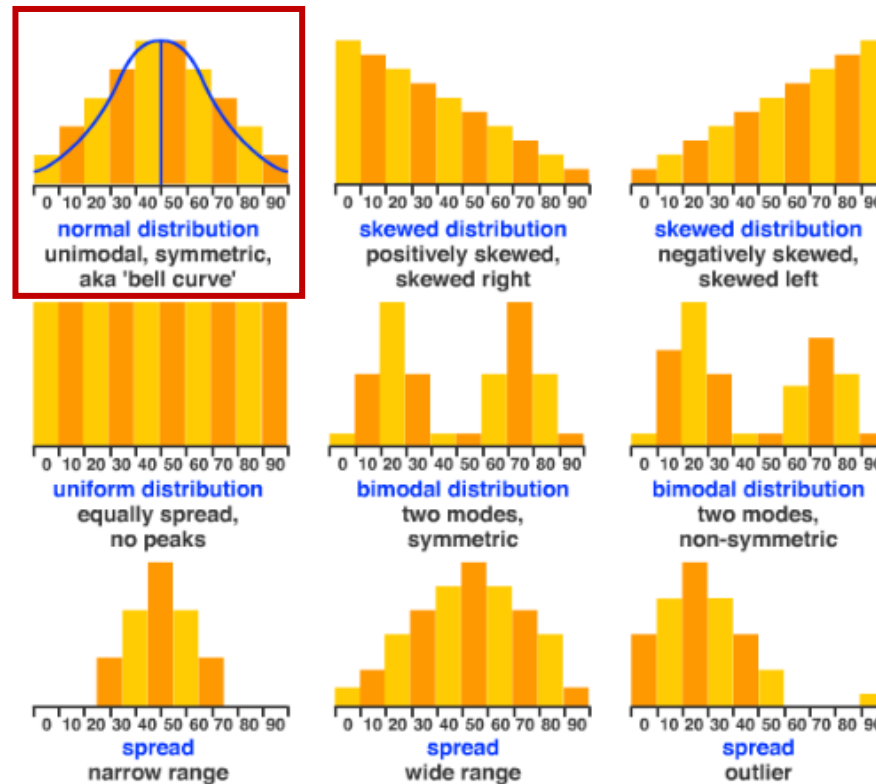 0 10 20 30 40 50 60 70 80 90
normal distribution
unimodal, symmetric,
aka 'bell curve'
0 10 20 30 40 50 60 70 80 90
skewed distribution
positively skewed,
skewed right
0 10 20 30 40 50 60 70 80 90
skewed distribution
negatively skewed,
skewed left
0 10 20 30 40 50 60 70 80 90
uniform distribution
equally spread,
no peaks
0 10 20 30 40 50 60 70 90
bimodal distribution
two modes,
symmetric
0 10 20 30 40 50 60 70 80 90
bimodal distribution
two modes,
non-symmetric
0 10 20 30 40 50 60 70 90
spread
narrow range
0 10 20 30 40 50 60 70 80 90
spread
wide range
0 10 20 30 40 50 60 70 80 90
spread
outlier